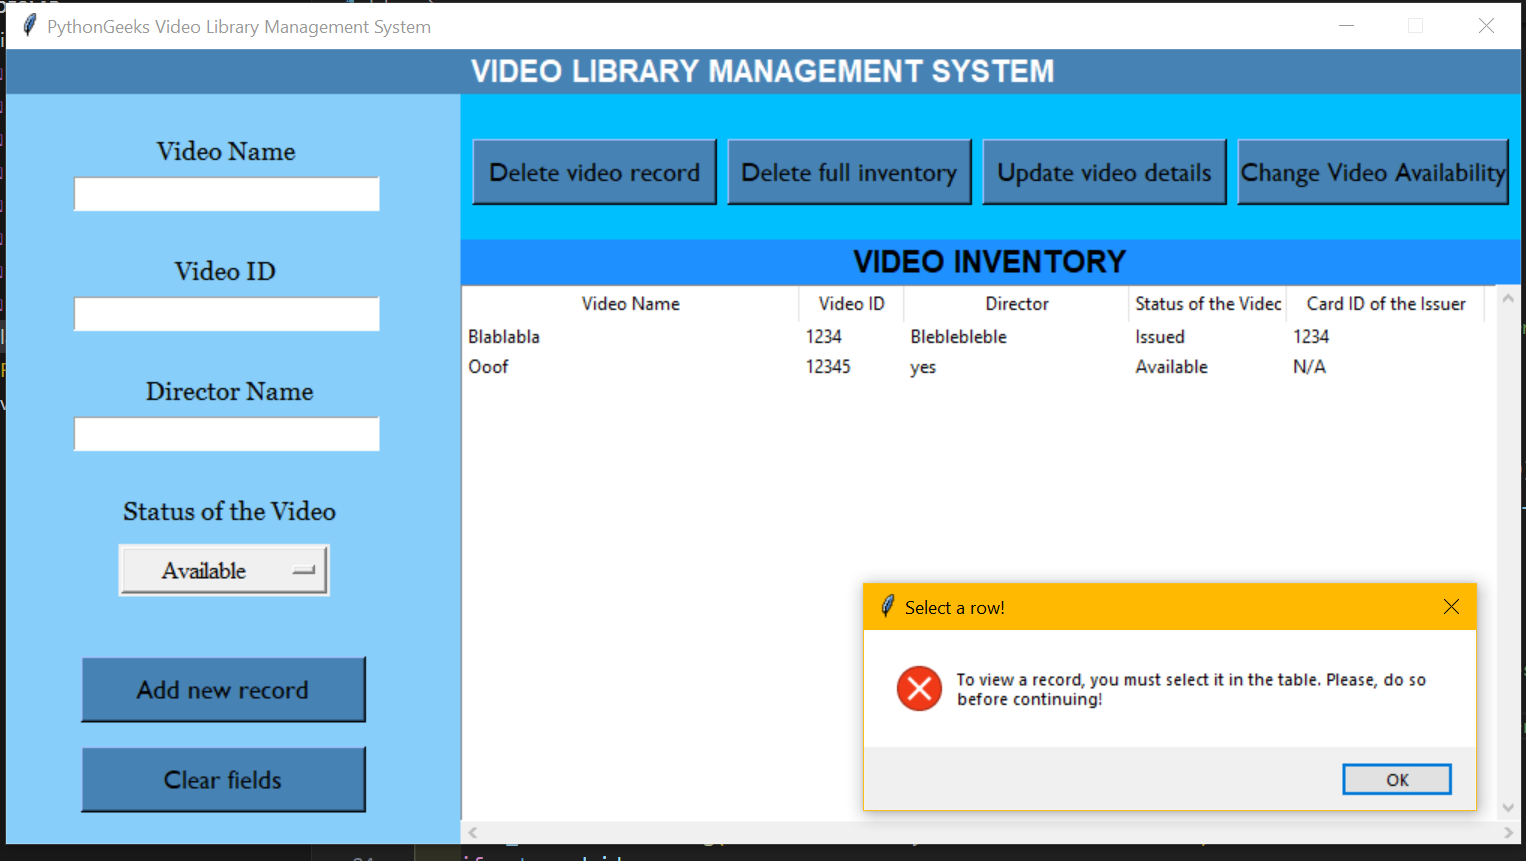 PythonGeeks Video Library Management System
VIDEO LIBRARY MANAGEMENT SYSTEM
Video Name
Video ID
Director Name
Status of the Video
Available
Add new record
Clear fields
Delete video record
Delete full inventory
Update video details
Change Video Availability
VIDEO INVENTORY
Video Name Video ID Director Status of the Videc Card ID of the Issuer
Blablabla 1234 Bleblebleble Issued 1234
Ooof 12345 yes Available N/A
Select a row!
To view a record, you must select it in the table. Please, do so
before continuing!
OK